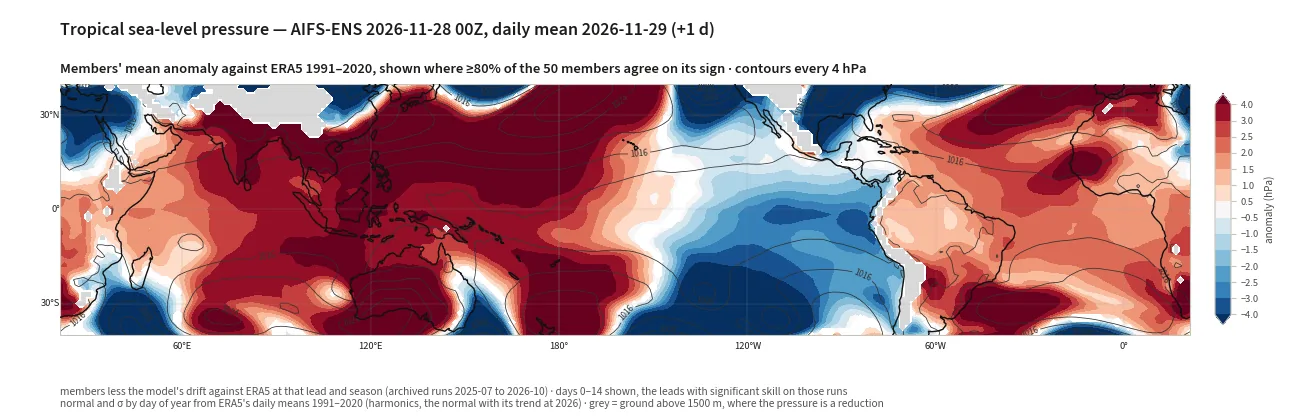 Tropical sea-level pressure — AIFS-ENS 2026-11-28 00Z, daily mean 2026-11-29 (+1 d)
Members' mean anomaly against ERA5 1991–2020, shown where ≥80% of the 50 members agree on its sign · contours every 4 hPa
30°N
0°
30°S
60°E
120°E
180°
120°W
60°W
0°
1016
1016
1016
1016
1016
1016
1016
4.0
3.0
2.5
2.0
1.5
1.0
0.5
−0.5
−1.0
−1.5
−2.0
−2.5
−3.0
−4.0
anomaly (hPa)
members less the model's drift against ERA5 at that lead and season (archived runs 2025-07 to 2026-10) · days 0–14 shown, the leads with significant skill on those runs
normal and σ by day of year from ERA5's daily means 1991–2020 (harmonics, the normal with its trend at 2026) · grey = ground above 1500 m, where the pressure is a reduction